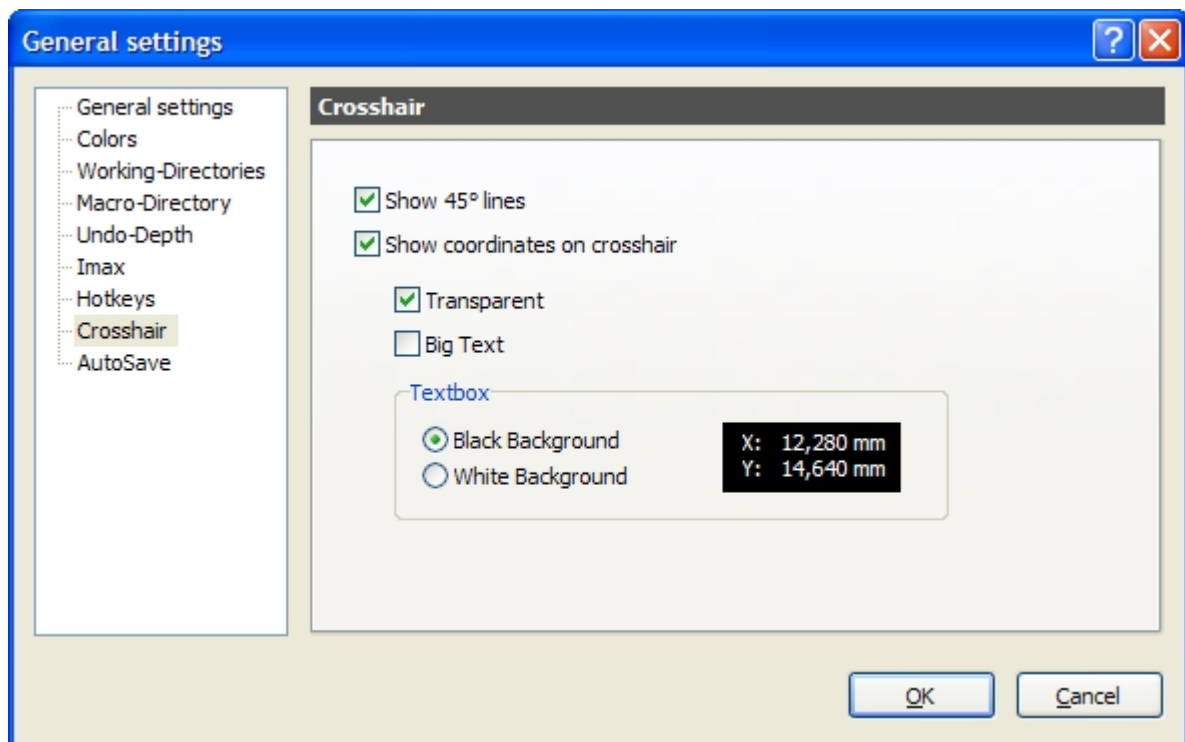 General settings
General settings
Colors
Working-Directories
Macro-Directory
Undo-Depth
Imax
Hotkeys
Crosshair
AutoSave
Crosshair
Show 45° lines
Show coordinates on crosshair
Transparent
Big Text
Textbox
Black Background
White Background
X: 12,280 mm
Y: 14,640 mm
OK
Cancel